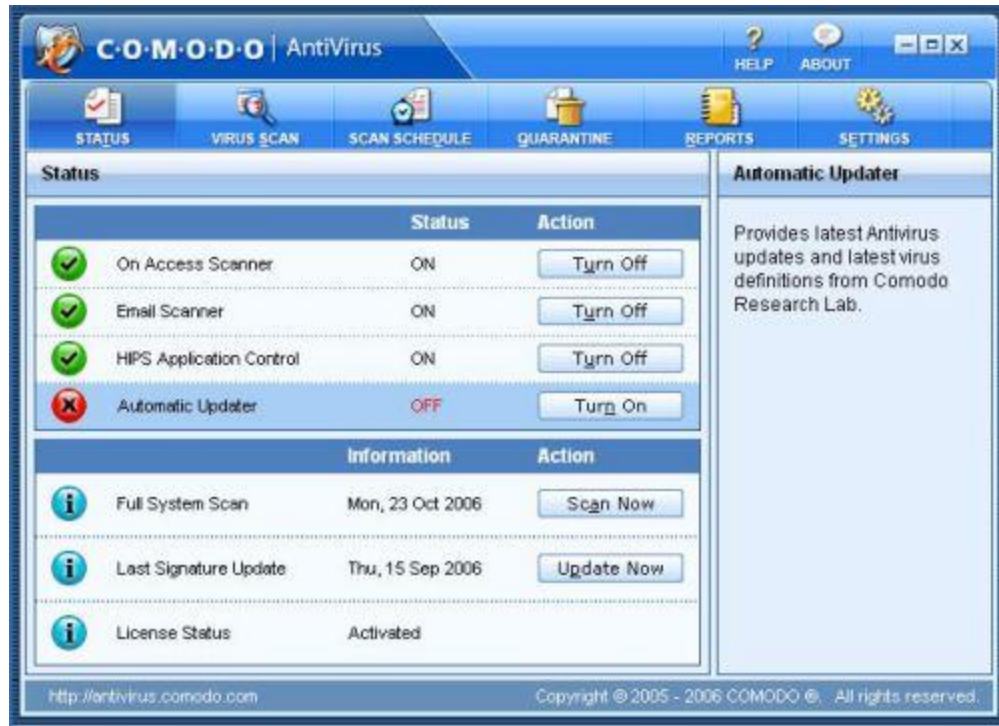 C·O·M·O·D·O | AntiVirus
HELP ABOUT
STATUS VIRUS SCAN SCAN SCHEDULE QUARANTINE REPORTS SETTINGS
Status
Status Action
On Access Scanner ON Turn Off
Email Scanner ON Turn Off
HIPS Application Control ON Turn Off
Automatic Updater OFF Turn On
Information Action
Full System Scan Mon, 23 Oct 2006 Scan Now
Last Signature Update Thu, 15 Sep 2006 Update Now
License Status Activated
Automatic Updater
Provides latest Antivirus
updates and latest virus
definitions from Comodo
Research Lab.
http://antivirus.comodo.com Copyright © 2005 - 2006 COMODO ®. All rights reserved.